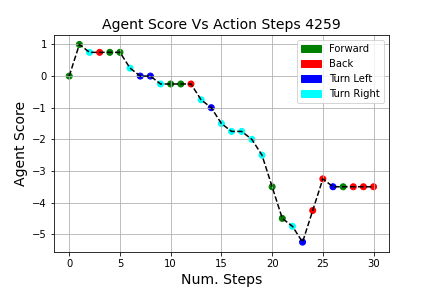 Agent Score Vs Action Steps 4259
Agent Score
1
0
−1
−2
−3
−4
−5
Forward
Back
Turn Left
Turn Right
0 5 10 15 20 25 30
Num. Steps